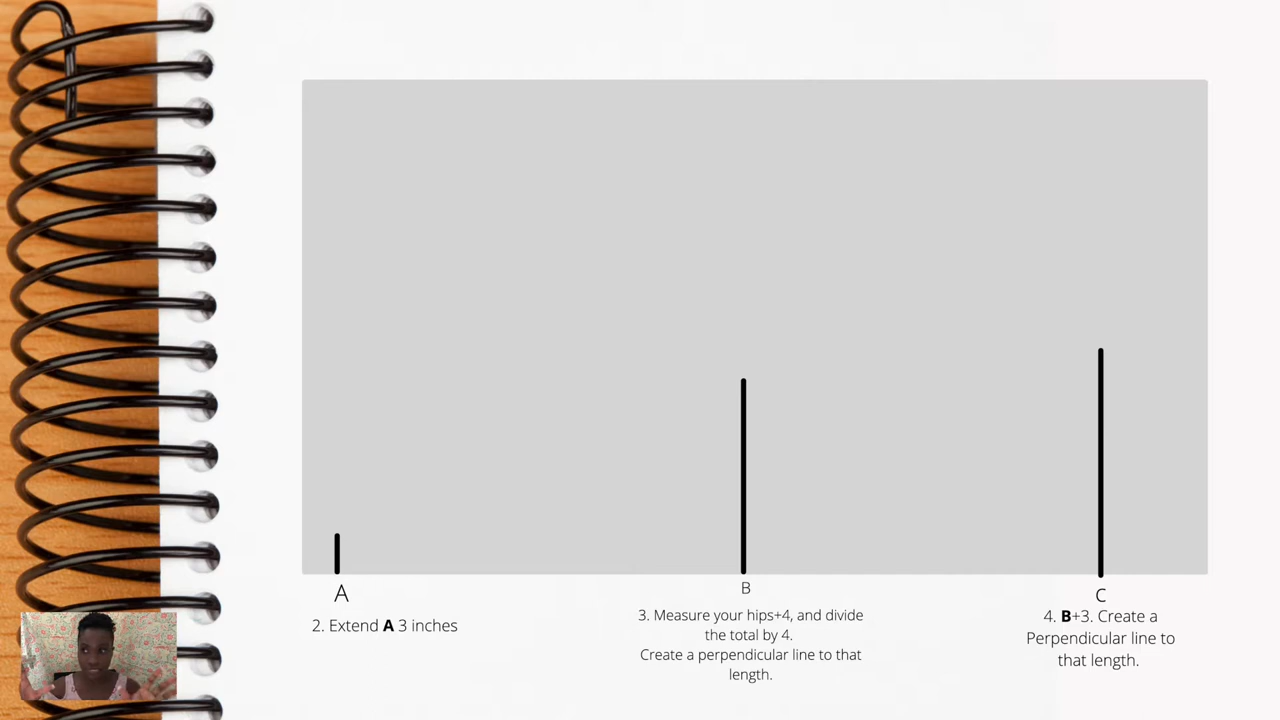 A
2. Extend A 3 inches
B
3. Measure your hips+4, and divide
the total by 4.
Create a perpendicular line to that
length.
C
4. B+3. Create a
Perpendicular line to
that length.